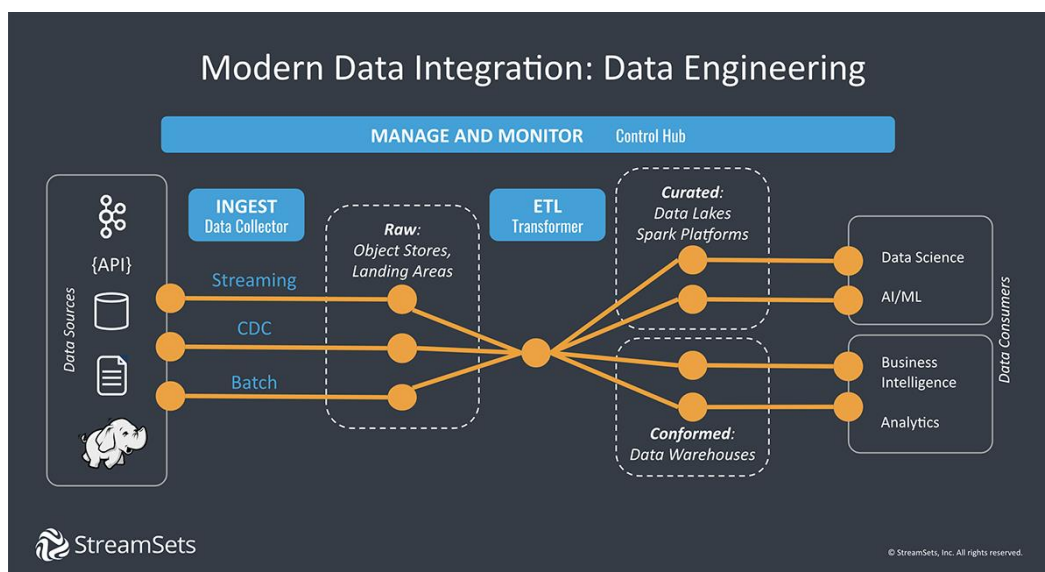 Modern Data Integration: Data Engineering
MANAGE AND MONITOR Control Hub
Data Sources
{API}
INGEST
Data Collector
Streaming
CDC
Batch
Raw:
Object Stores,
Landing Areas
ETL
Transformer
Curated:
Data Lakes
Spark Platforms
Conformed:
Data Warehouses
Data Science
AI/ML
Business
Intelligence
Analytics
Data Consumers
StreamSets
© StreamSets, Inc. All rights reserved.